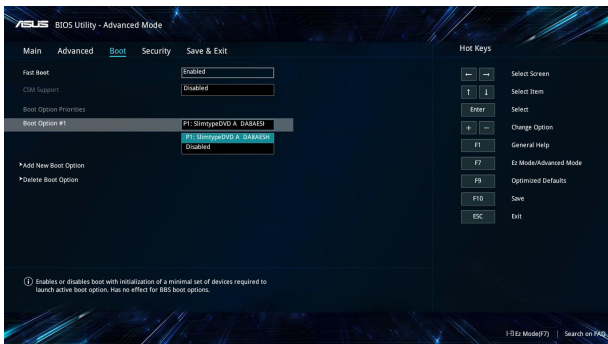 ASUS BIOS Utility - Advanced Mode
Main Advanced Boot Security Save & Exit
Hot Keys
Fast Boot Enabled
CSM Support Disabled
Boot Option Priorities
Boot Option #1 P1: SlimtypeDVD A DA8AESH
P1: SlimtypeDVD A DA8AESH
Disabled
>Add New Boot Option
>Delete Boot Option
← → Select Screen
↑ ↓ Select Item
Enter Select
+ − Change Option
F1 General Help
F7 Ez Mode/Advanced Mode
F9 Optimized Defaults
F10 Save
ESC Exit
i Enables or disables boot with initialization of a minimal set of devices required to
launch active boot option. Has no effect for BBS boot options.
Ez Mode(F7) | Search on FAQ